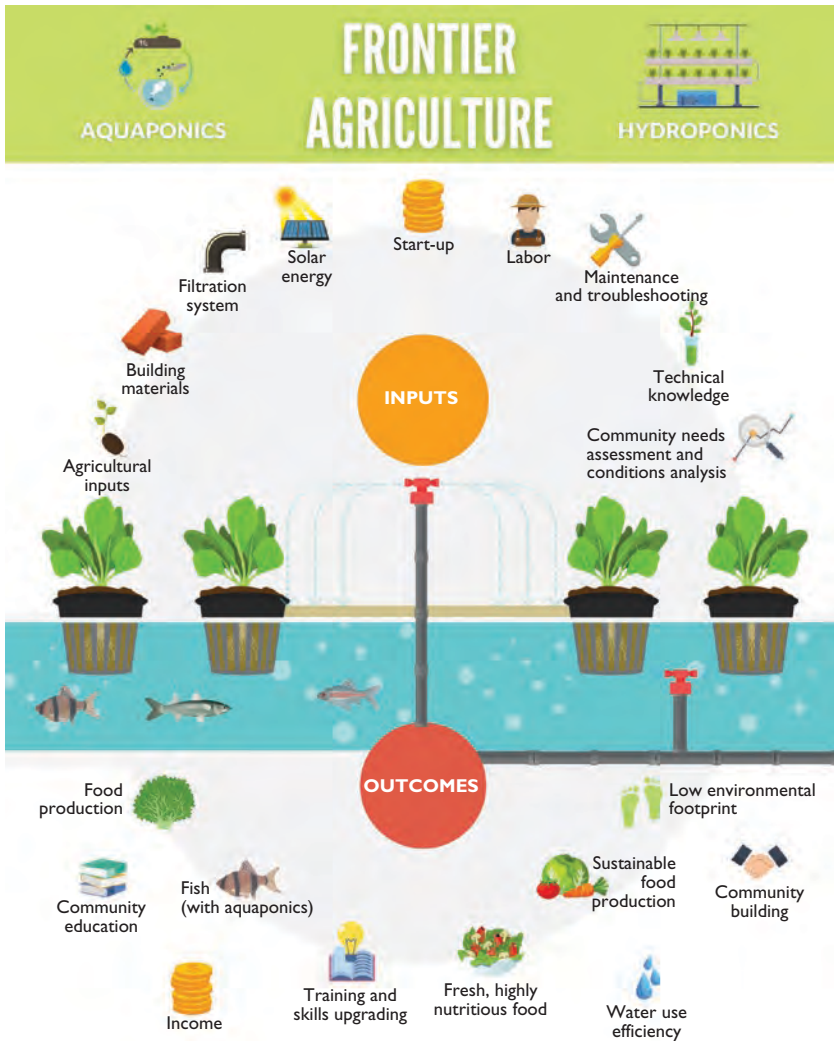 FRONTIER
AGRICULTURE
AQUAPONICS
HYDROPONICS
Start-up
Labor
Solar
energy
Maintenance
and troubleshooting
Filtration
system
Technical
knowledge
Building
materials
INPUTS
Community needs
assessment and
conditions analysis
Agricultural
inputs
OUTCOMES
Food
production
Low environmental
footprint
Community
education
Fish
(with aquaponics)
Sustainable
food
production
Community
building
Income
Training and
skills upgrading
Fresh, highly
nutritious food
Water use
efficiency